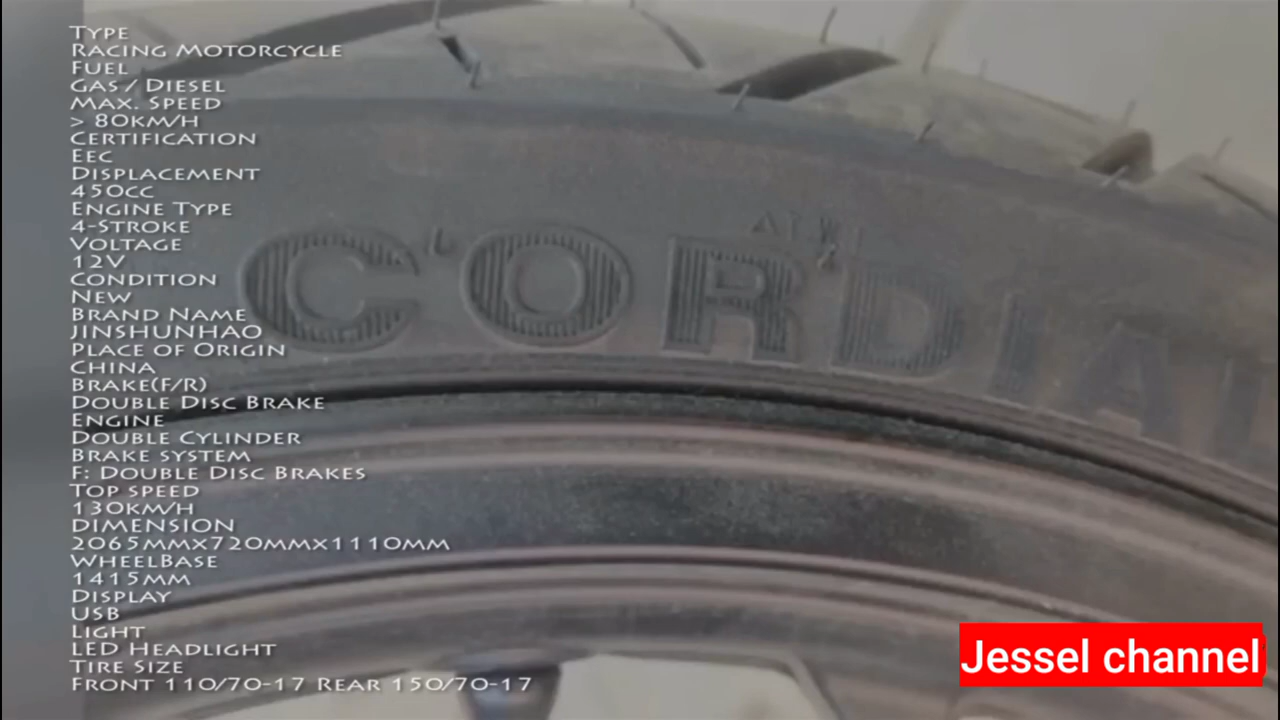 Type
Racing Motorcycle
Fuel
Gas / Diesel
Max. Speed
> 80km/h
Certification
Eec
Displacement
450cc
Engine Type
4-Stroke
Voltage
12V
Condition
New
Brand Name
JINSHUNHAO
Place of Origin
China
Brake(F/R)
Double Disc Brake
Engine
Double Cylinder
Brake system
F: Double Disc Brakes
Top speed
130km/h
DIMENSION
2065mmx720mmx1110mm
WheelBase
1415mm
Display
USB
Light
LED Headlight
Tire Size
Front 110/70-17 Rear 150/70-17
CORDIAL
Jessel channel